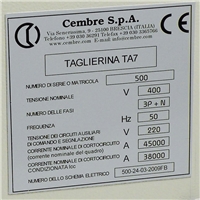 Cembre S.p.A.
Via Serenissima, 9 - 25100 BRESCIA (ITALIA)
TAGLIERINA TA7
NUMERO DI SERIE O MATRICOLA 500
TENSIONE NOMINALE V 400
NUMERO DELLE FASI 3P + N
FREQUENZA Hz 50
TENSIONE DEI CIRCUITI AUSILIARI DI COMANDO E SEGNALAZIONE V 220
CORRENTE NOMINALE DI CORTOCIRCUITO (corrente nominale del quadro) A 45000
CORRENTE NOMINALE DI CORTOCIRCUITO CONDIZIONATA Inc A 38000
NUMERO DELLO SCHEMA ELETTRICO 500-24-03-2009FB